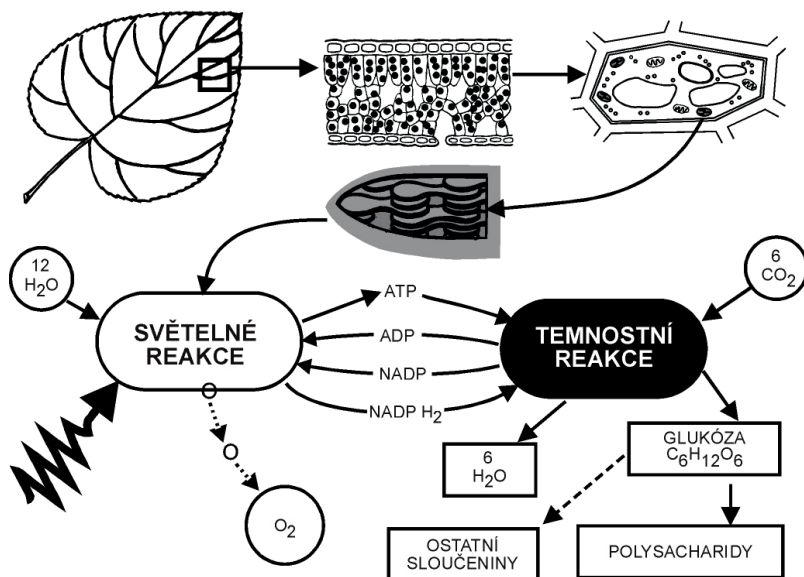 12
H₂O
6
CO₂
SVĚTELNÉ
REAKCE
ATP
ADP
NADP
NADP H₂
TEMNOSTNÍ
REAKCE
O
O
O₂
6
H₂O
GLUKÓZA
C₆H₁₂O₆
OSTATNÍ
SLOUČENINY
POLYSACHARIDY